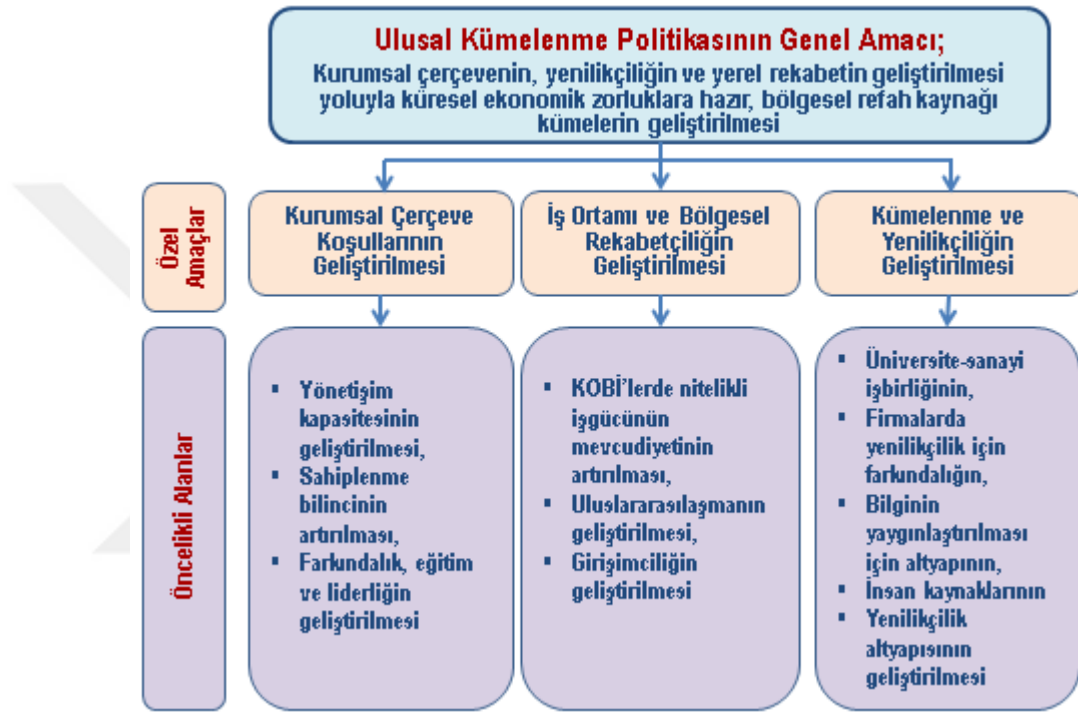 Ulusal Kümelenme Politikasının Genel Amacı;
Kurumsal çerçevenin, yenilikçiliğin ve yerel rekabetin geliştirilmesi
yoluyla küresel ekonomik zorluklara hazır, bölgesel refah kaynağı
kümelerin geliştirilmesi
Özel
Amaçlar
Kurumsal Çerçeve
Koşullarının
Geliştirilmesi
İş Ortamı ve Bölgesel
Rekabetçiliğin
Geliştirilmesi
Kümelenme ve
Yenilikçiliğin
Geliştirilmesi
Öncelikli Alanlar
▪ Yönetişim
kapasitesinin
geliştirilmesi,
▪ Sahiplenme
bilincinin
artırılması,
▪ Farkındalık, eğitim
ve liderliğin
geliştirilmesi
▪ KOBİ'lerde nitelikli
işgücünün
mevcudiyetinin
artırılması,
▪ Uluslararasılaşmanın
geliştirilmesi,
▪ Girişimciliğin
geliştirilmesi
▪ Üniversite-sanayi
işbirliğinin,
▪ Firmalarda
yenilikçilik için
farkındalığın,
▪ Bilginin
yaygınlaştırılması
için altyapının,
▪ İnsan kaynaklarının
▪ Yenilikçilik
altyapısının
geliştirilmesi